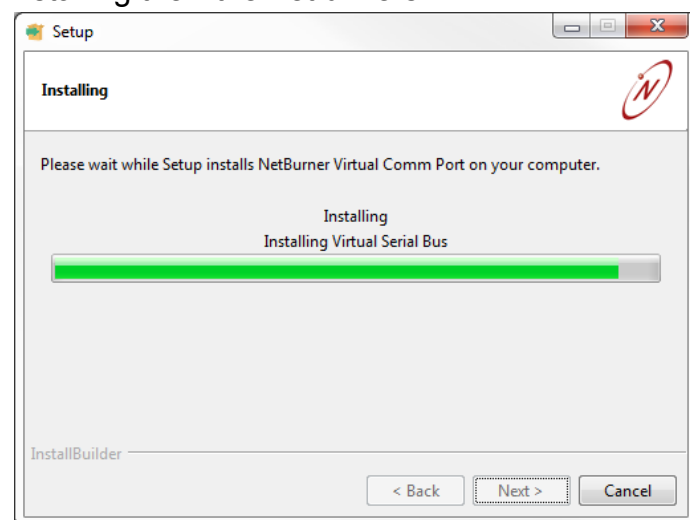 Setup
Installing
Please wait while Setup installs NetBurner Virtual Comm Port on your computer.
Installing
Installing Virtual Serial Bus
InstallBuilder
< Back Next > Cancel